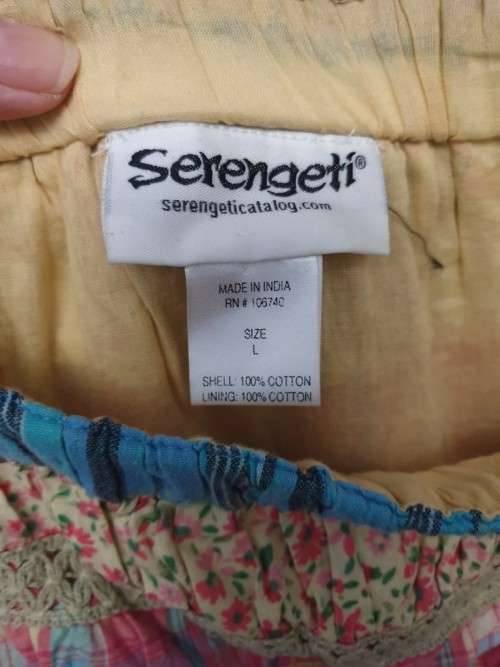 Serengeti®
serengeticatalog.com
MADE IN INDIA
RN # 106740
SIZE
L
SHELL: 100% COTTON
LINING: 100% COTTON